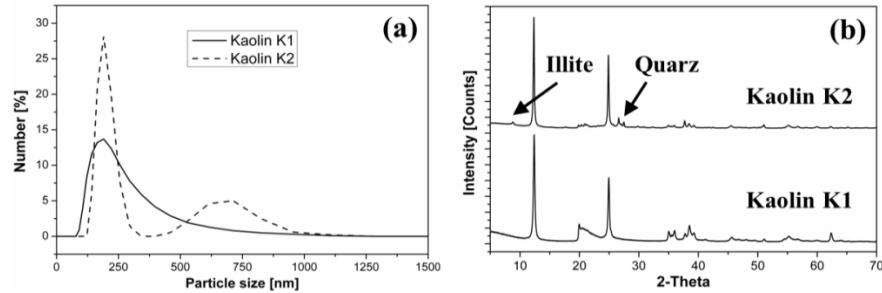 (a)
Kaolin K1
Kaolin K2
Number [%]
30
25
20
15
10
5
0
0 250 500 750 1000 1250 1500
Particle size [nm]
(b)
Illite
Quarz
Kaolin K2
Kaolin K1
Intensity [Counts]
10 20 30 40 50 60 70
2-Theta